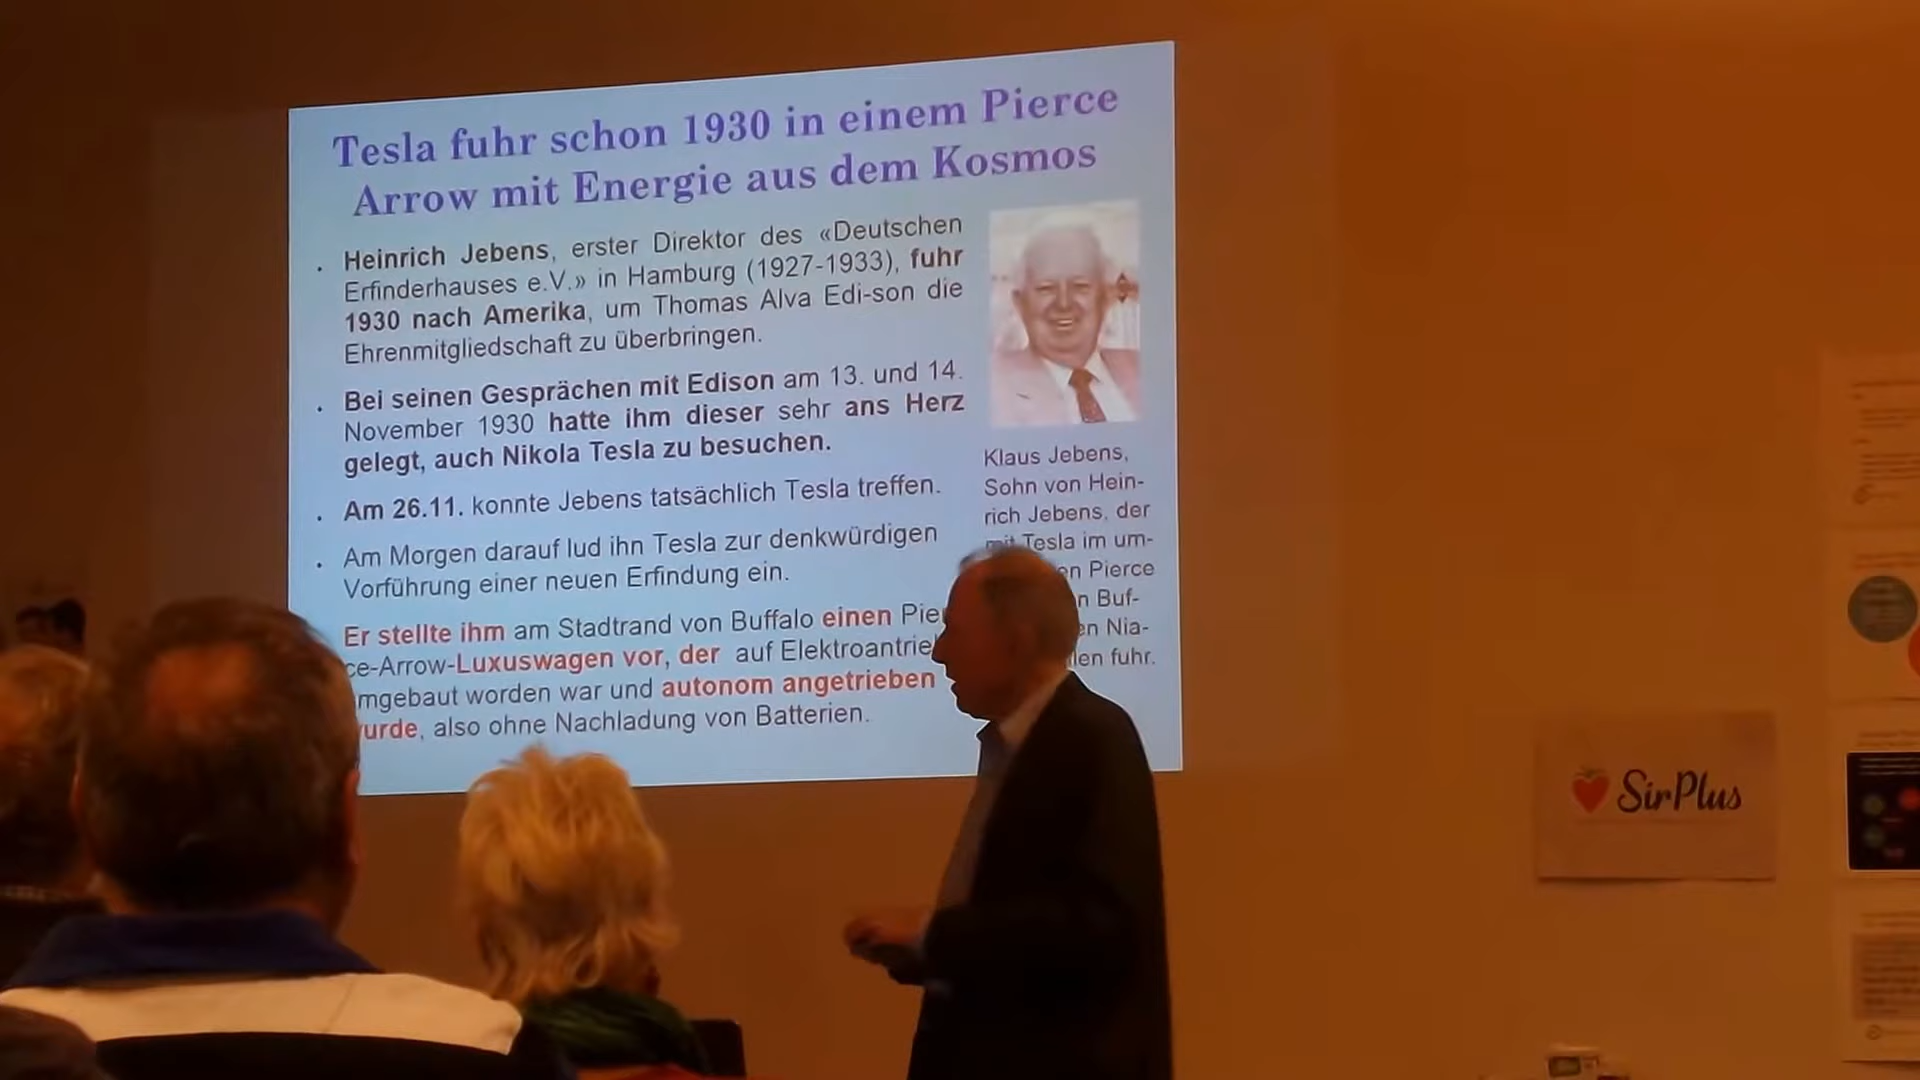 Tesla fuhr schon 1930 in einem Pierce
Arrow mit Energie aus dem Kosmos
• Heinrich Jebens, erster Direktor des «Deutschen
Erfinderhauses e.V.» in Hamburg (1927-1933), fuhr
1930 nach Amerika, um Thomas Alva Edi-son die
Ehrenmitgliedschaft zu überbringen.
• Bei seinen Gesprächen mit Edison am 13. und 14.
November 1930 hatte ihm dieser sehr ans Herz
gelegt, auch Nikola Tesla zu besuchen.
• Am 26.11. konnte Jebens tatsächlich Tesla treffen.
• Am Morgen darauf lud ihn Tesla zur denkwürdigen
Vorführung einer neuen Erfindung ein.
Er stellte ihm am Stadtrand von Buffalo einen Pie
ce-Arrow-Luxuswagen vor, der auf Elektroantrie
mgebaut worden war und autonom angetrieben
urde, also ohne Nachladung von Batterien.
Klaus Jebens,
Sohn von Hein-
rich Jebens, der
mit Tesla im um-
en Pierce
n Buf-
en Nia-
len fuhr.
SirPlus